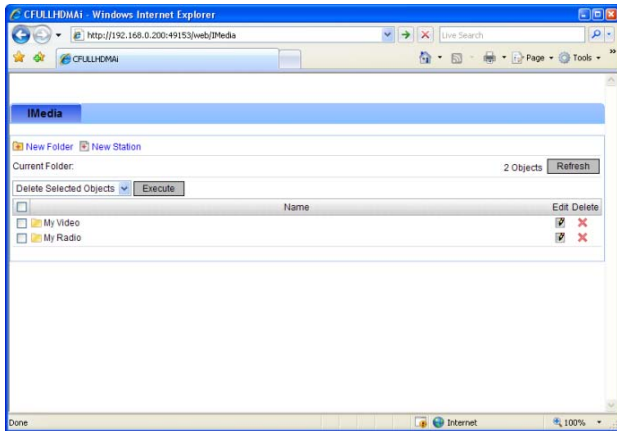 CFULLHDMAi - Windows Internet Explorer
http://192.168.0.200:49153/web/IMedia
Live Search
CFULLHDMAi
Page
Tools
IMedia
New Folder New Station
Current Folder:
2 Objects Refresh
Delete Selected Objects Execute
Name Edit Delete
My Video
My Radio
Done Internet 100%